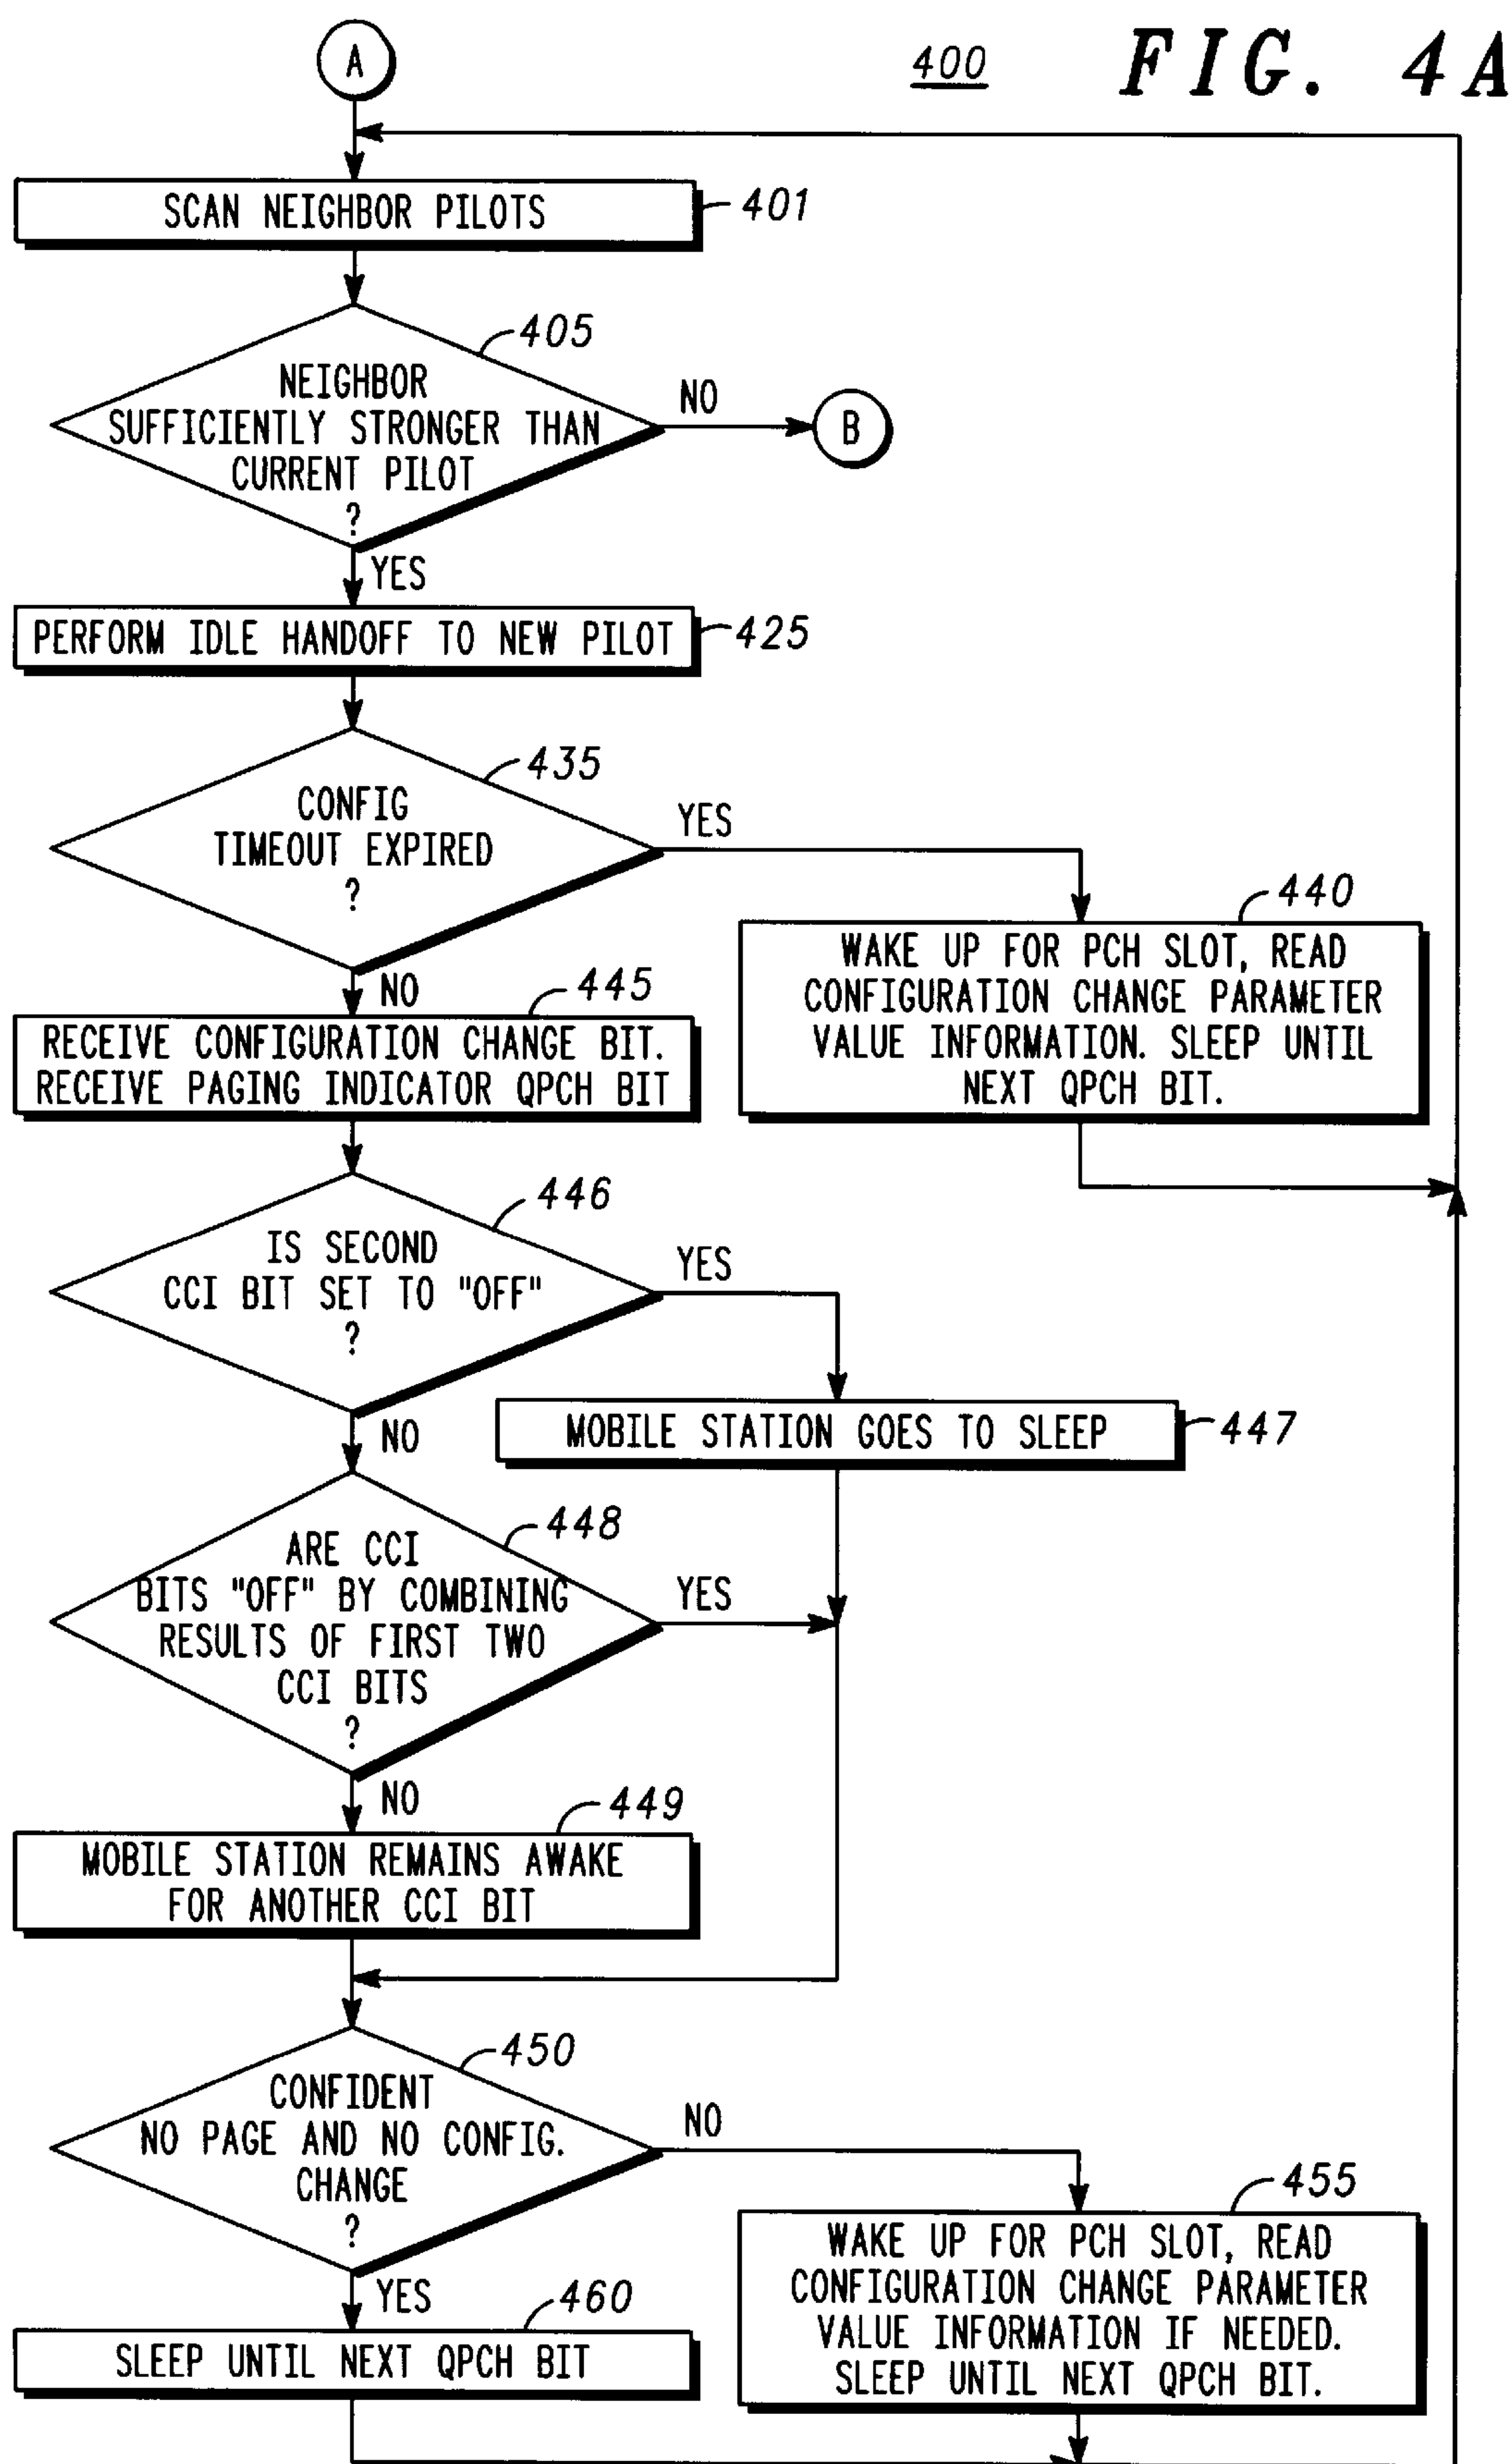 A
400
FIG. 4A
SCAN NEIGHBOR PILOTS
401
405
NEIGHBOR
SUFFICIENTLY STRONGER THAN
CURRENT PILOT
?
NO
B
YES
PERFORM IDLE HANDOFF TO NEW PILOT
425
435
CONFIG
TIMEOUT EXPIRED
?
YES
440
WAKE UP FOR PCH SLOT, READ
CONFIGURATION CHANGE PARAMETER
VALUE INFORMATION. SLEEP UNTIL
NEXT QPCH BIT.
NO
445
RECEIVE CONFIGURATION CHANGE BIT.
RECEIVE PAGING INDICATOR QPCH BIT
446
IS SECOND
CCI BIT SET TO "OFF"
?
YES
MOBILE STATION GOES TO SLEEP
447
NO
448
ARE CCI
BITS "OFF" BY COMBINING
RESULTS OF FIRST TWO
CCI BITS
?
YES
NO
449
MOBILE STATION REMAINS AWAKE
FOR ANOTHER CCI BIT
450
CONFIDENT
NO PAGE AND NO CONFIG.
CHANGE
?
NO
455
WAKE UP FOR PCH SLOT, READ
CONFIGURATION CHANGE PARAMETER
VALUE INFORMATION IF NEEDED.
SLEEP UNTIL NEXT QPCH BIT.
YES
460
SLEEP UNTIL NEXT QPCH BIT